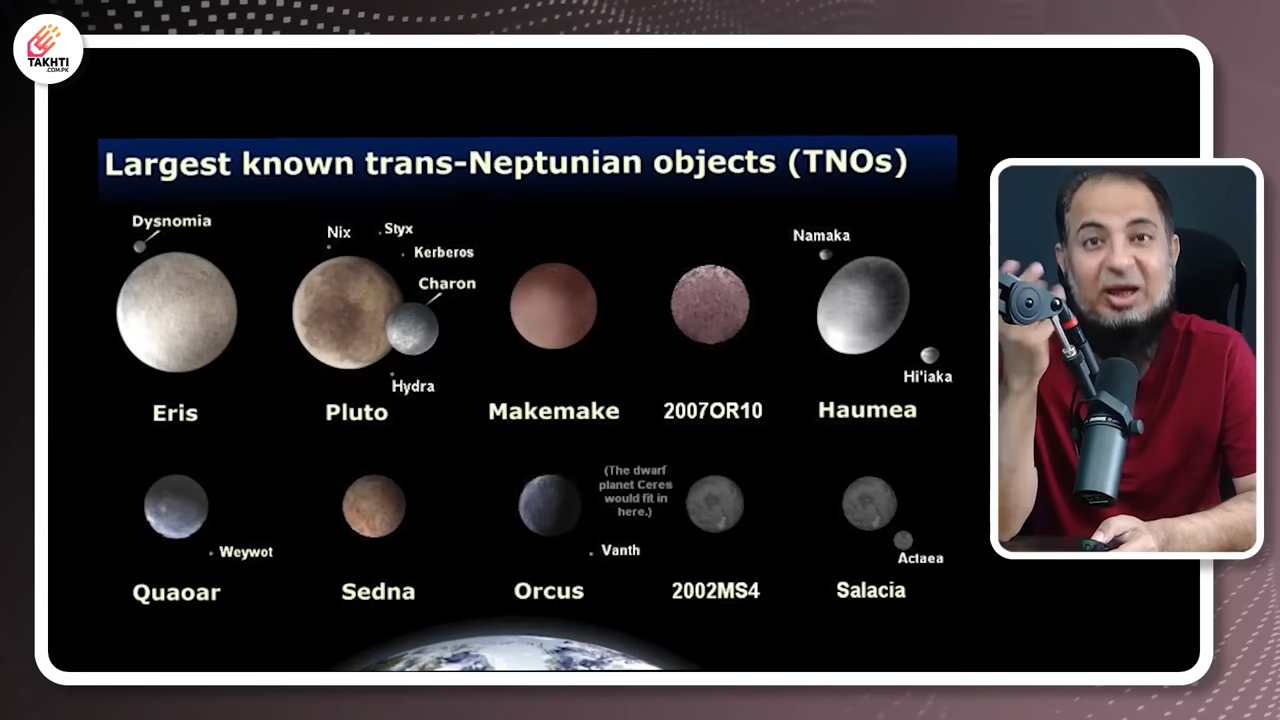 TAKHTI
.COM.PK
Largest known trans-Neptunian objects (TNOs)
Dysnomia
Nix
Styx
Kerberos
Charon
Hydra
Namaka
Hi'iaka
Eris
Pluto
Makemake
2007OR10
Haumea
(The dwarf
planet Ceres
would fit in
here.)
Weywot
Vanth
Actaea
Quaoar
Sedna
Orcus
2002MS4
Salacia